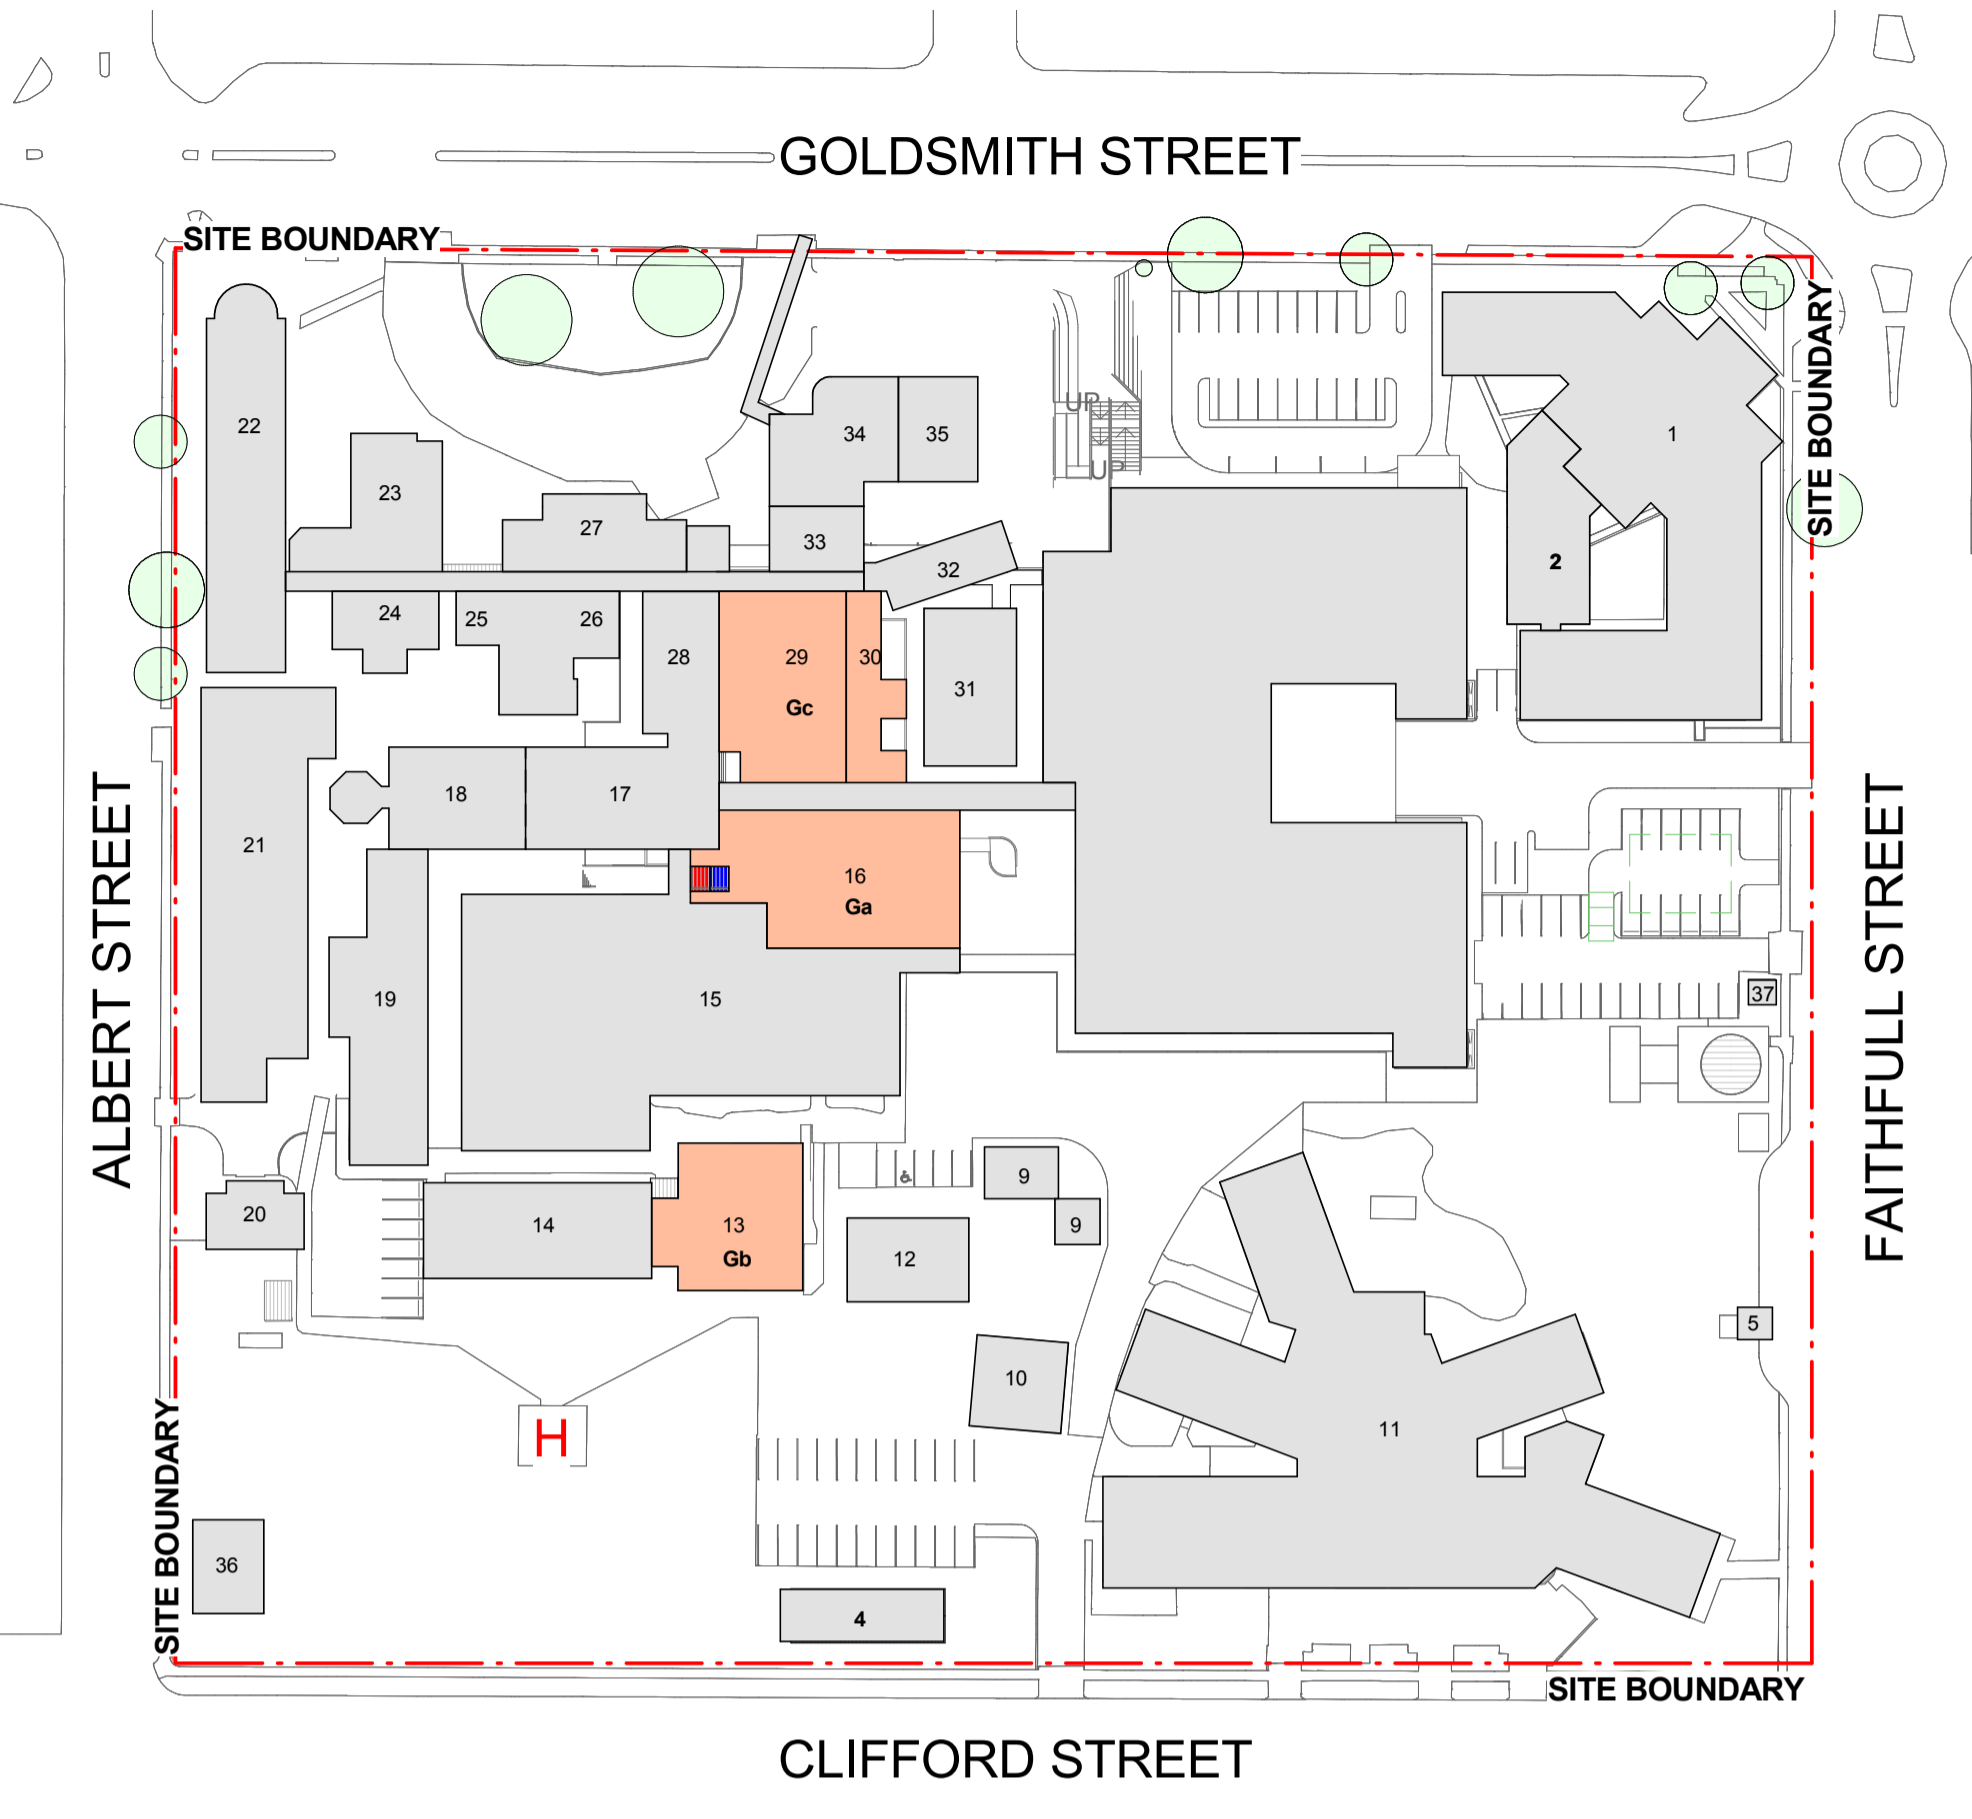 GOLDSMITH STREET
SITE BOUNDARY
SITE BOUNDARY
UP
UP
22
34
35
1
23
27
33
32
2
24
25
26
28
29
30
31
Gc
18
17
21
16
Ga
ALBERT STREET
FAITHFULL STREET
19
15
37
20
14
13
Gb
12
9
9
5
10
11
H
SITE BOUNDARY
36
4
SITE BOUNDARY
CLIFFORD STREET